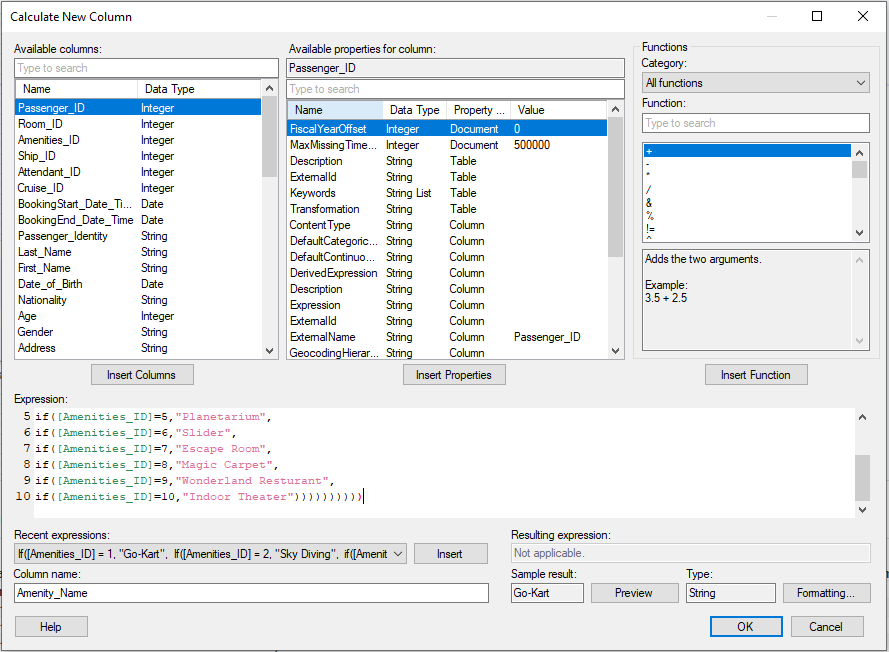 Calculate New Column
Available columns:
Type to search
Name Data Type
Passenger_ID Integer
Room_ID Integer
Amenities_ID Integer
Ship_ID Integer
Attendant_ID Integer
Cruise_ID Integer
BookingStart_Date_Ti... Date
BookingEnd_Date_Time Date
Passenger_Identity String
Last_Name String
First_Name String
Date_of_Birth Date
Nationality String
Age Integer
Gender String
Address String
Insert Columns
Available properties for column:
Passenger_ID
Type to search
Name Data Type Property ... Value
FiscalYearOffset Integer Document 0
MaxMissingTime... Integer Document 500000
Description String Table
ExternalId String Table
Keywords String List Table
Transformation String Table
ContentType String Column
DefaultCategoric... String Column
DefaultContinuo... String Column
DerivedExpression String Column
Description String Column
Expression String Column
ExternalId String Column
ExternalName String Column Passenger_ID
GeocodingHierar... String Column
Insert Properties
Functions
Category:
All functions
Function:
Type to search
+
-
*
/
&
%
!=
^
Adds the two arguments.
Example:
3.5 + 2.5
Insert Function
Expression:
5 if([Amenities_ID]=5,"Planetarium",
6 if([Amenities_ID]=6,"Slider",
7 if([Amenities_ID]=7,"Escape Room",
8 if([Amenities_ID]=8,"Magic Carpet",
9 if([Amenities_ID]=9,"Wonderland Resturant",
10 if([Amenities_ID]=10,"Indoor Theater"))))))))))
Recent expressions:
If([Amenities_ID] = 1, "Go-Kart", If([Amenities_ID] = 2, "Sky Diving", if([Amenit
Insert
Resulting expression:
Not applicable.
Column name:
Amenity_Name
Sample result:
Go-Kart
Preview
Type:
String
Formatting...
Help
OK
Cancel